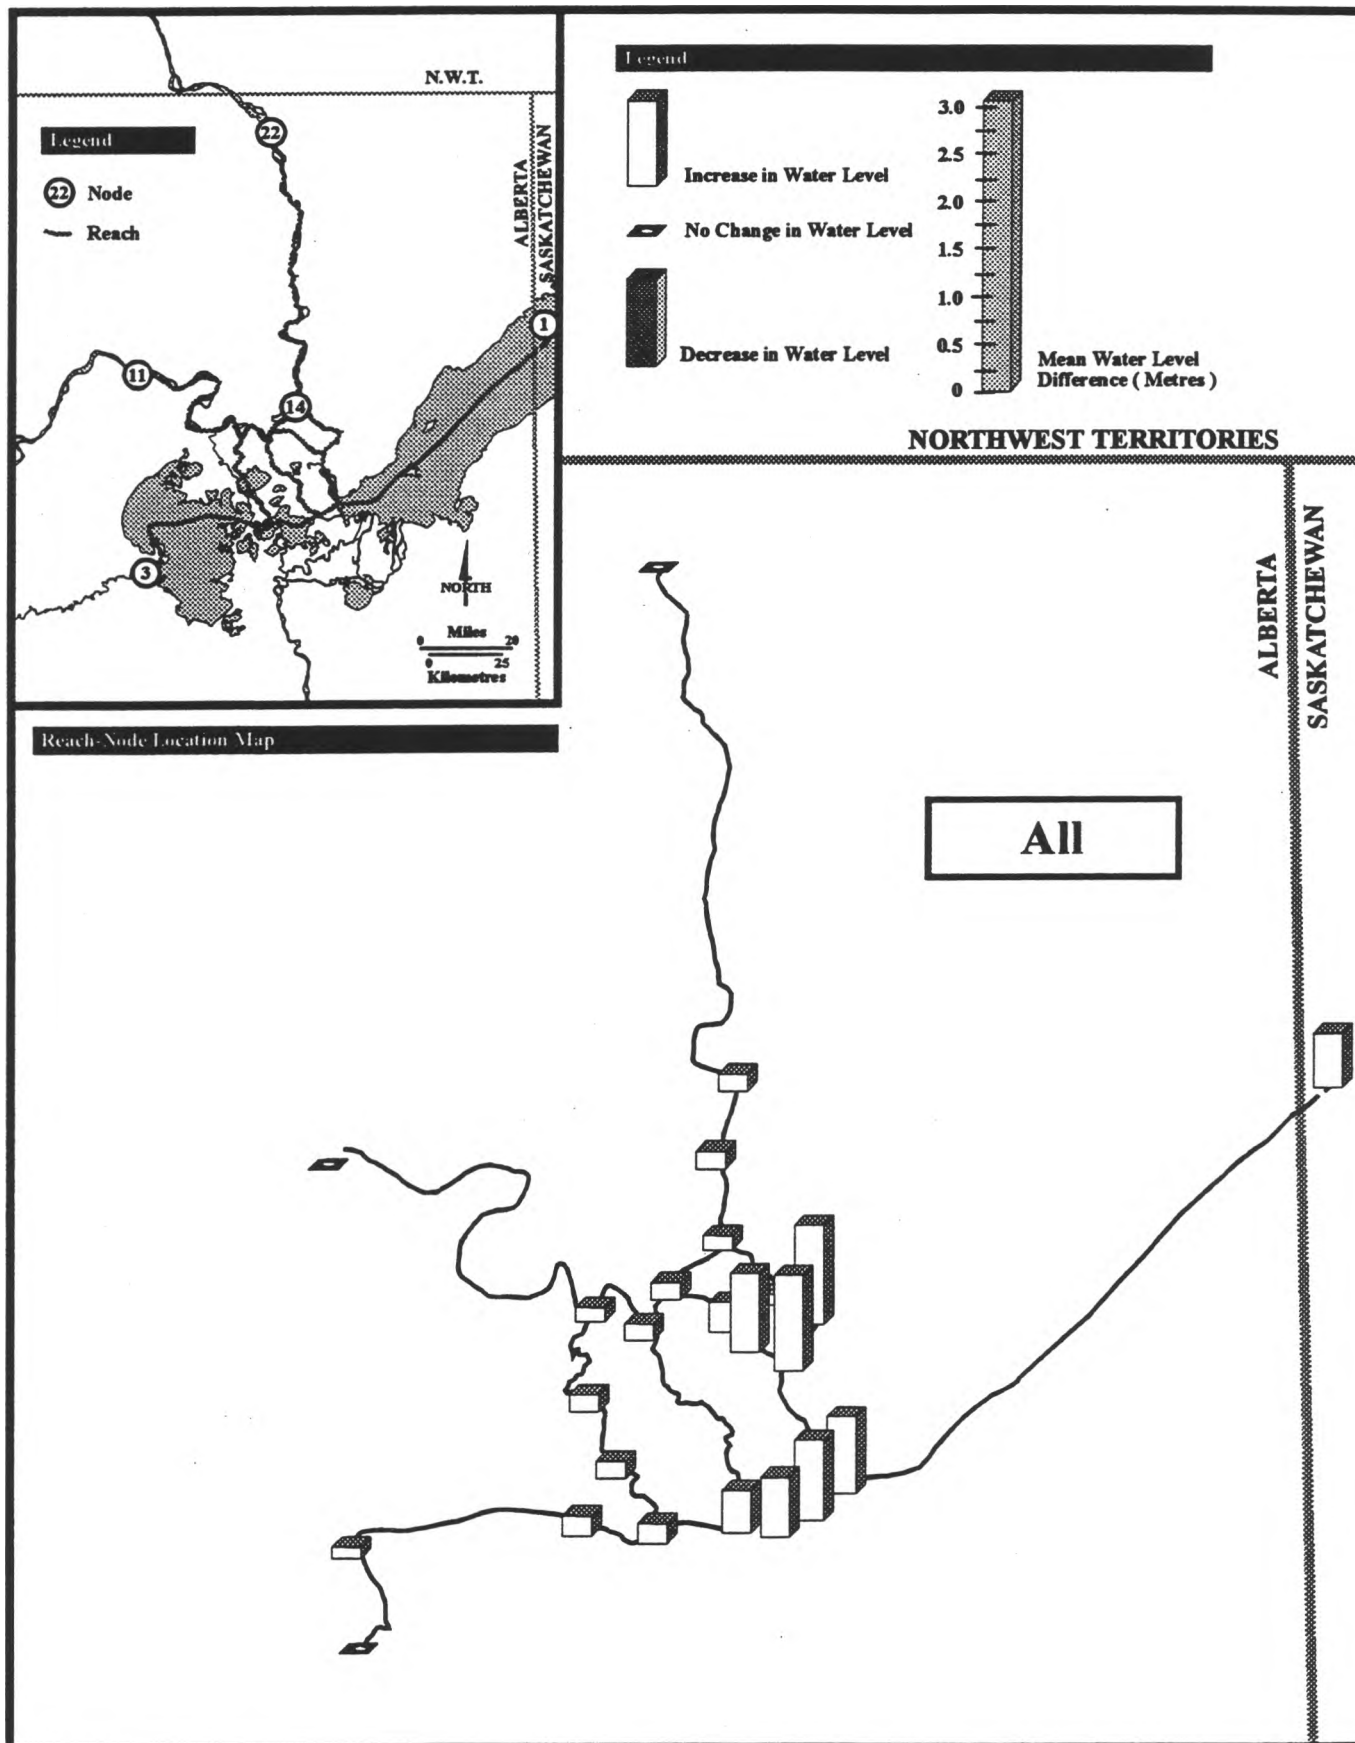 N.W.T.
Legend
22 Node
Reach
ALBERTA
SASKATCHEWAN
22
1
11
14
3
NORTH
0 Miles 20
0 25
Kilometres
Reach-Node Location Map
Legend
Increase in Water Level
No Change in Water Level
Decrease in Water Level
3.0
2.5
2.0
1.5
1.0
0.5
0
Mean Water Level
Difference ( Metres )
NORTHWEST TERRITORIES
ALBERTA
SASKATCHEWAN
All